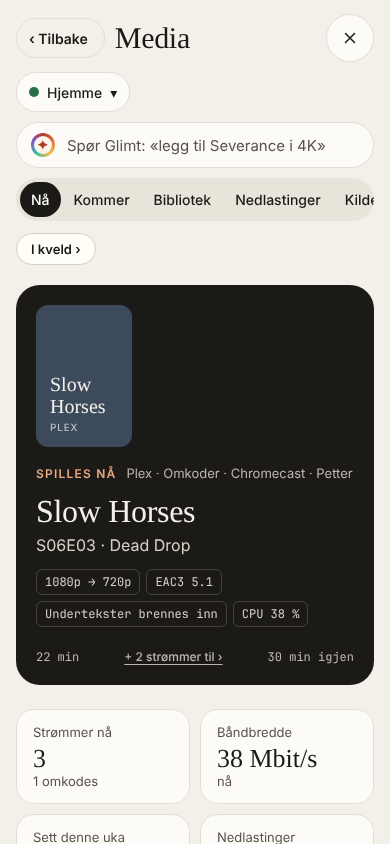 ‹ Tilbake
Media
×
Hjemme ▾
Spør Glimt: «legg til Severance i 4K»
Nå Kommer Bibliotek Nedlastinger Kilde
I kveld ›
Slow
Horses
PLEX
SPILLES NÅ Plex · Omkoder · Chromecast · Petter
Slow Horses
S06E03 · Dead Drop
1080p → 720p EAC3 5.1
Undertekster brennes inn CPU 38 %
22 min + 2 strømmer til › 30 min igjen
Strømmer nå Båndbredde
3 38 Mbit/s
1 omkodes nå
Sett denne uka Nedlastinger